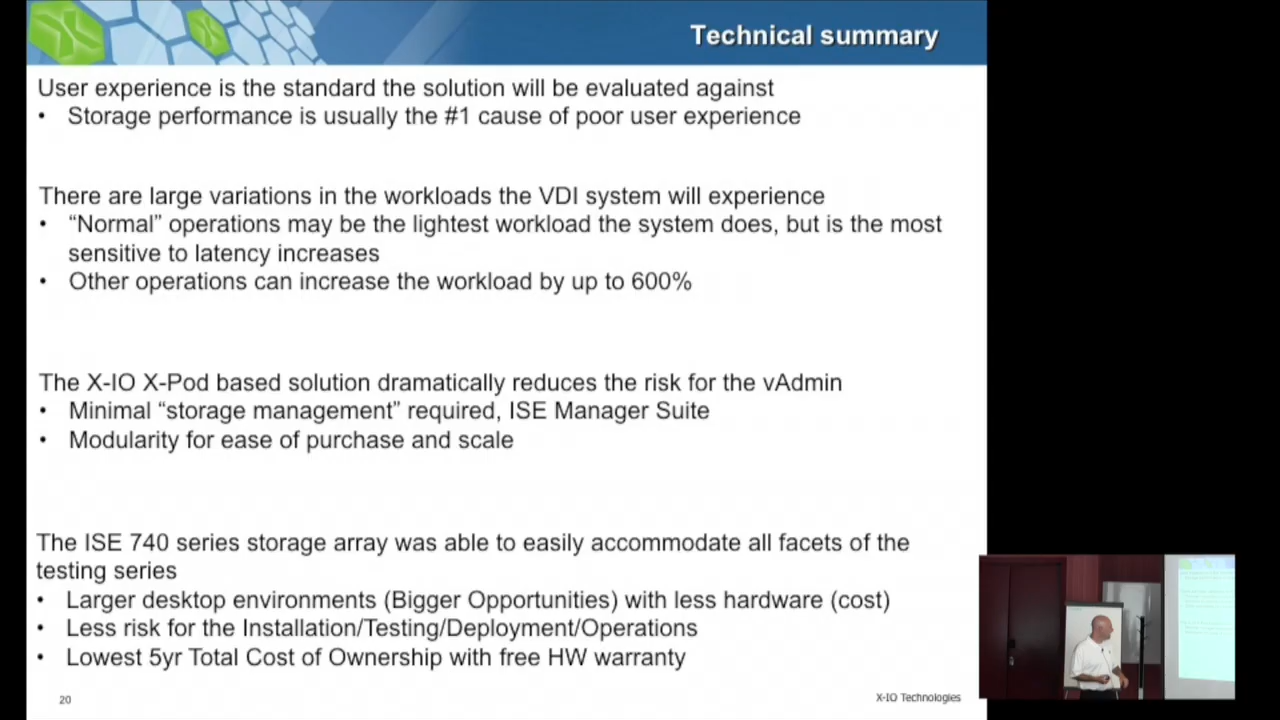 Technical summary
User experience is the standard the solution will be evaluated against
• Storage performance is usually the #1 cause of poor user experience
There are large variations in the workloads the VDI system will experience
• “Normal” operations may be the lightest workload the system does, but is the most
sensitive to latency increases
• Other operations can increase the workload by up to 600%
The X-IO X-Pod based solution dramatically reduces the risk for the vAdmin
• Minimal “storage management” required, ISE Manager Suite
• Modularity for ease of purchase and scale
The ISE 740 series storage array was able to easily accommodate all facets of the
testing series
• Larger desktop environments (Bigger Opportunities) with less hardware (cost)
• Less risk for the Installation/Testing/Deployment/Operations
• Lowest 5yr Total Cost of Ownership with free HW warranty
20
X-IO Technologies